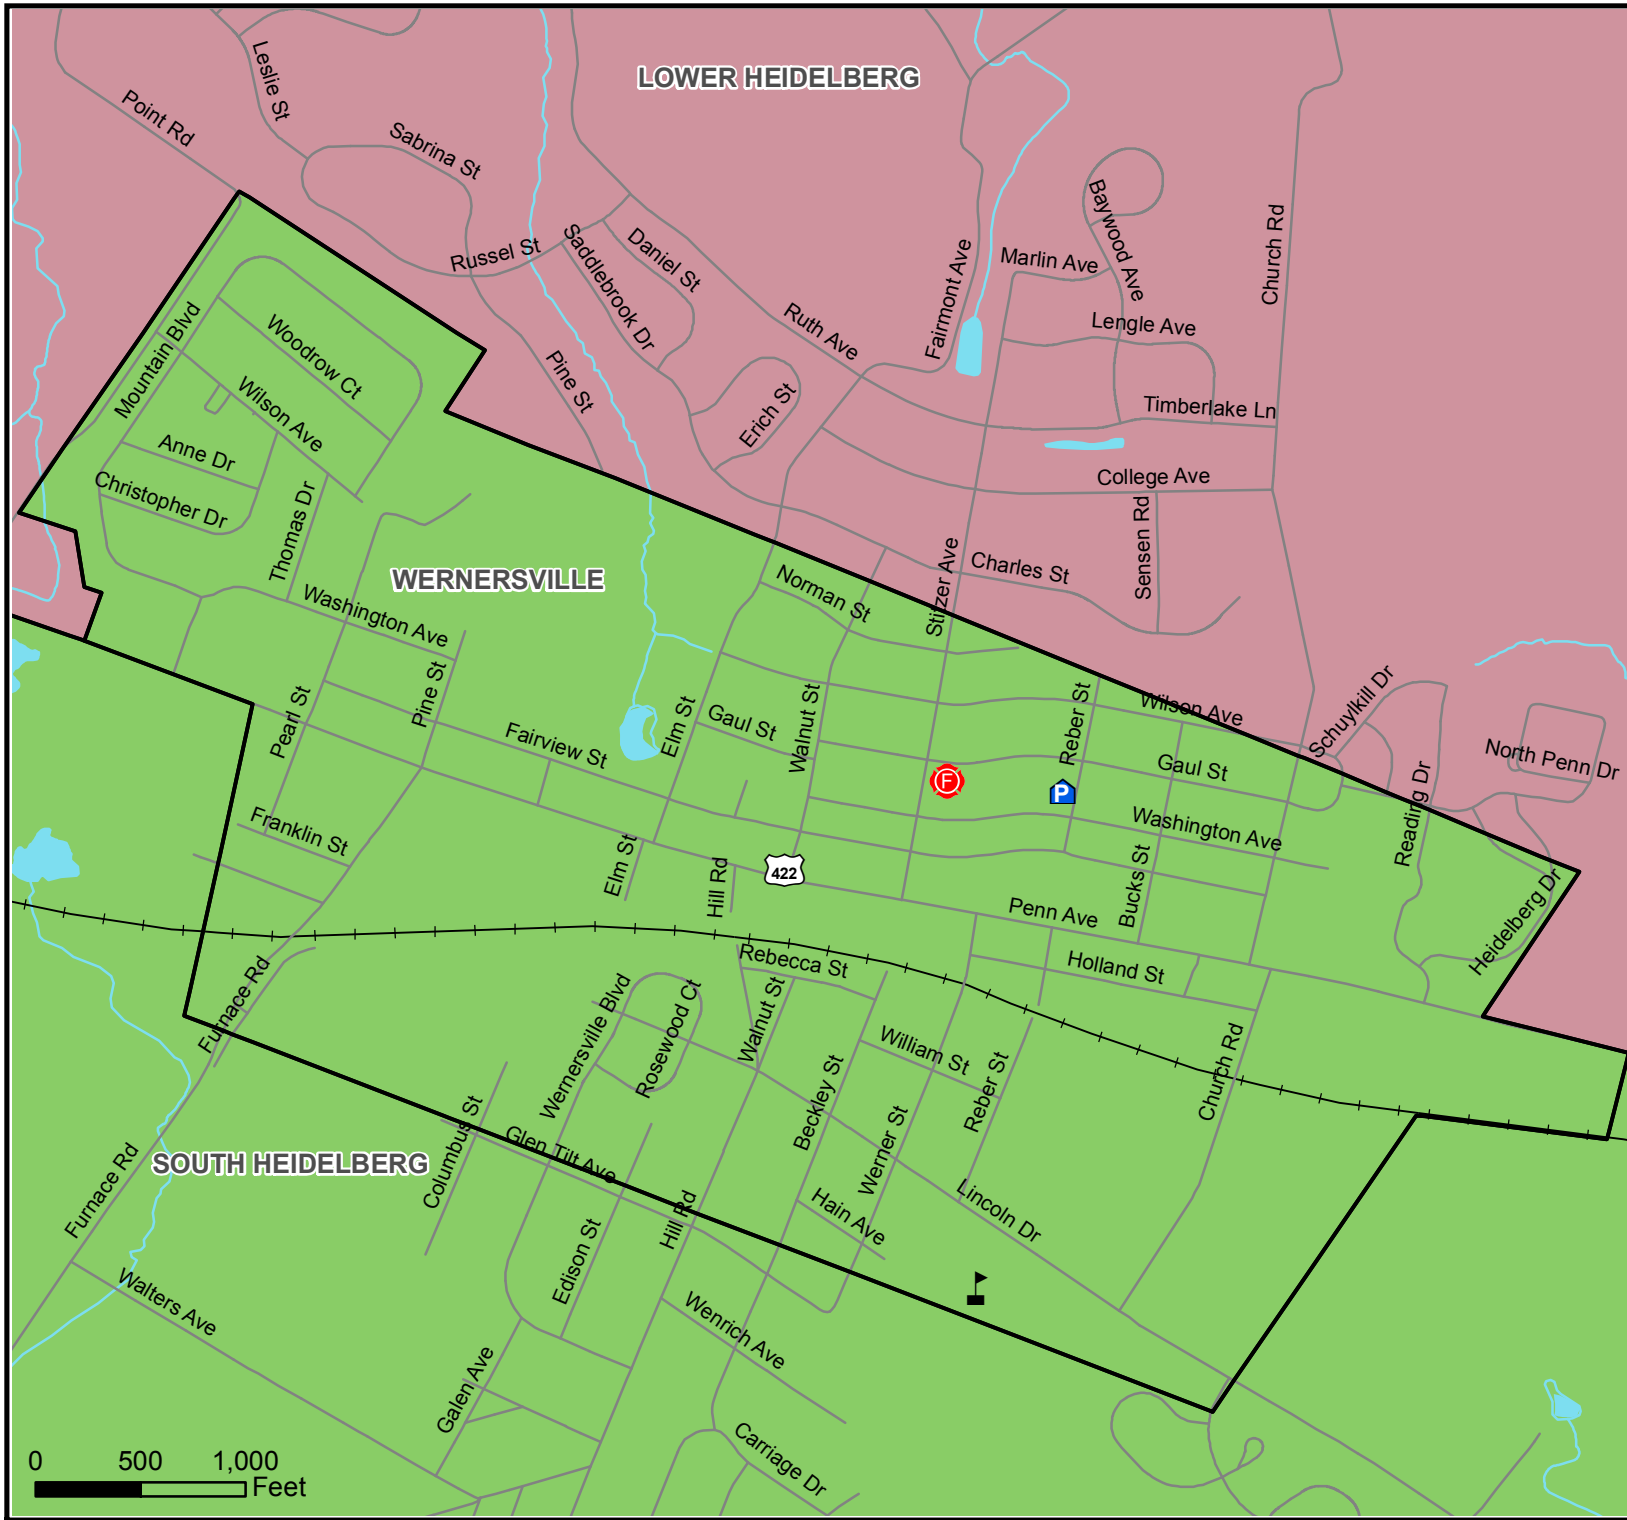 LOWER HEIDELBERG
Leslie St
Point Rd
Sabrina St
Russel St
Saddlebrook Dr
Daniel St
Baywood Ave
Church Rd
Marlin Ave
Fairmont Ave
Lengle Ave
Ruth Ave
Mountain Blvd
Woodrow Ct
Pine St
Wilson Ave
Erich St
Timberlake Ln
Anne Dr
College Ave
Christopher Dr
Thomas Dr
Sensen Rd
Stitzer Ave
Charles St
WERNERSVILLE
Norman St
Washington Ave
Pine St
Pearl St
Elm St
Gaul St
Walnut St
Reber St
Wilson Ave
Schuylkill Dr
North Penn Dr
Fairview St
Gaul St
F
P
Reading Dr
Washington Ave
Franklin St
Elm St
Hill Rd
422
Bucks St
Penn Ave
Heidelberg Dr
Rebecca St
Holland St
Furnace Rd
Wernersville Blvd
Rosewood Ct
Walnut St
William St
Beckley St
Reber St
Church Rd
Columbus St
Glen Tilt Ave
Werner St
SOUTH HEIDELBERG
Furnace Rd
Hain Ave
Lincoln Dr
Hill Rd
Edison St
Walters Ave
Wenrich Ave
Galen Ave
Carriage Dr
0 500 1,000
Feet